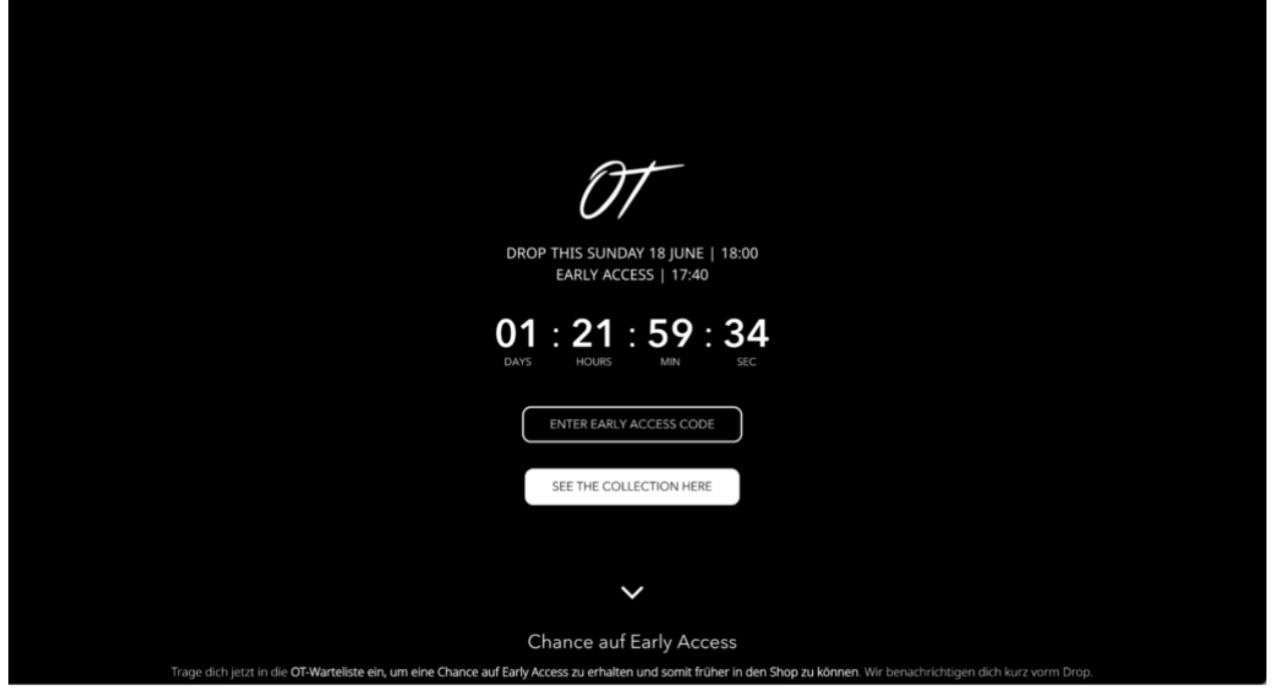 OT
DROP THIS SUNDAY 18 JUNE | 18:00
EARLY ACCESS | 17:40
01 : 21 : 59 : 34
DAYS HOURS MIN SEC
ENTER EARLY ACCESS CODE
SEE THE COLLECTION HERE
Chance auf Early Access
Trage dich jetzt in die OT-Warteliste ein, um eine Chance auf Early Access zu erhalten und somit früher in den Shop zu können. Wir benachrichtigen dich kurz vorm Drop.